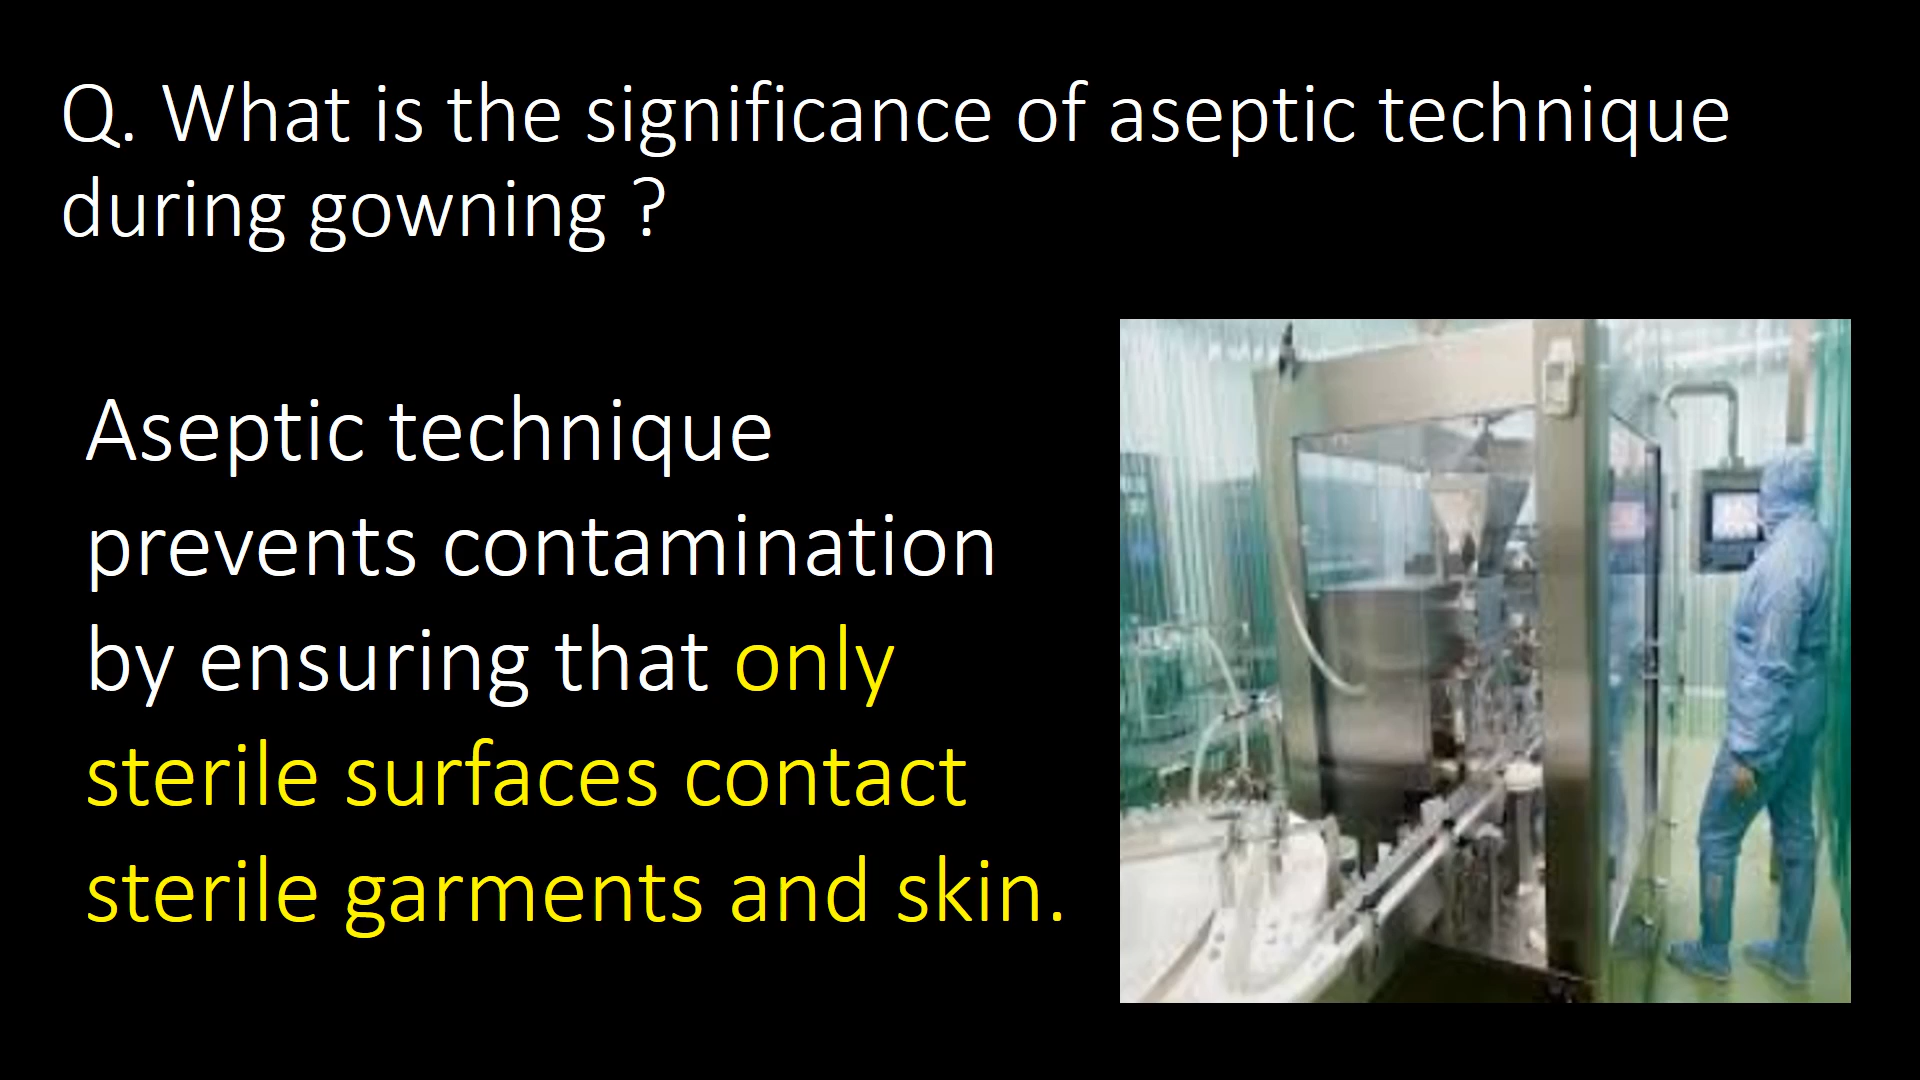 Q. What is the significance of aseptic technique
during gowning ?
Aseptic technique
prevents contamination
by ensuring that only
sterile surfaces contact
sterile garments and skin.